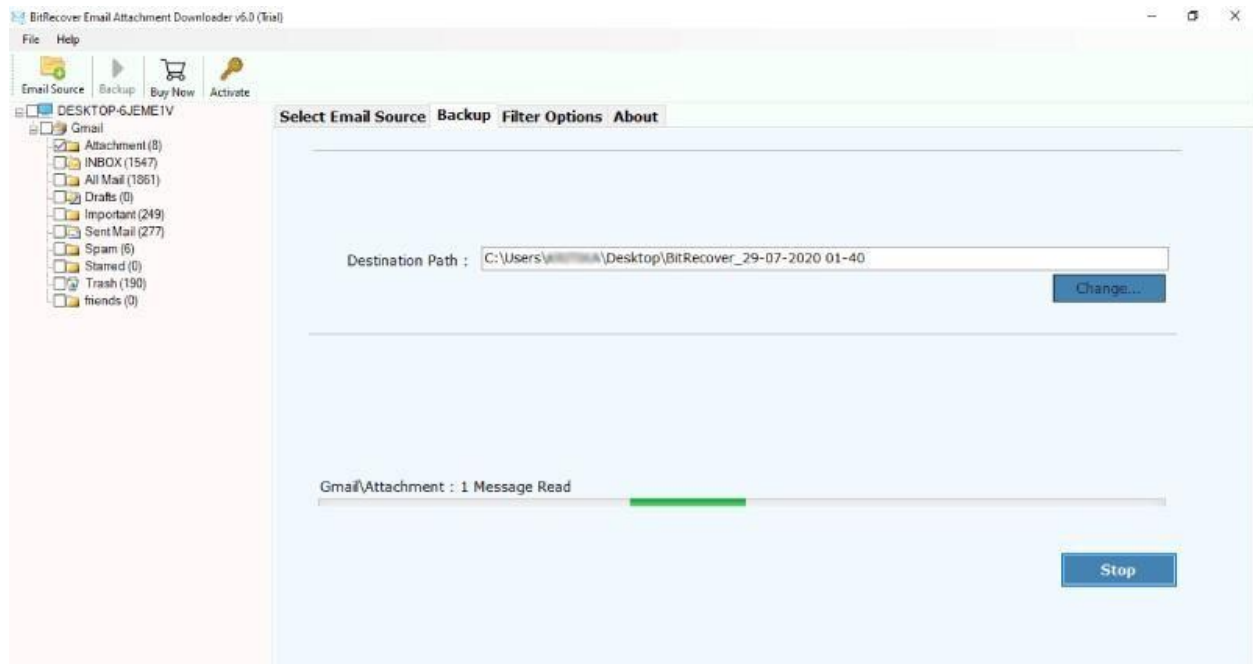 BitRecover Email Attachment Downloader v6.0 (Trial)
File Help
Email Source Backup Buy Now Activate
DESKTOP-6JEME1V
Gmail
Attachment (8)
INBOX (1547)
All Mail (1861)
Drafts (0)
Important (249)
Sent Mail (277)
Spam (6)
Starred (0)
Trash (190)
friends (0)
Select Email Source Backup Filter Options About
Destination Path : C:\Users\ \Desktop\BitRecover_29-07-2020 01-40
Change...
Gmail\Attachment : 1 Message Read
Stop